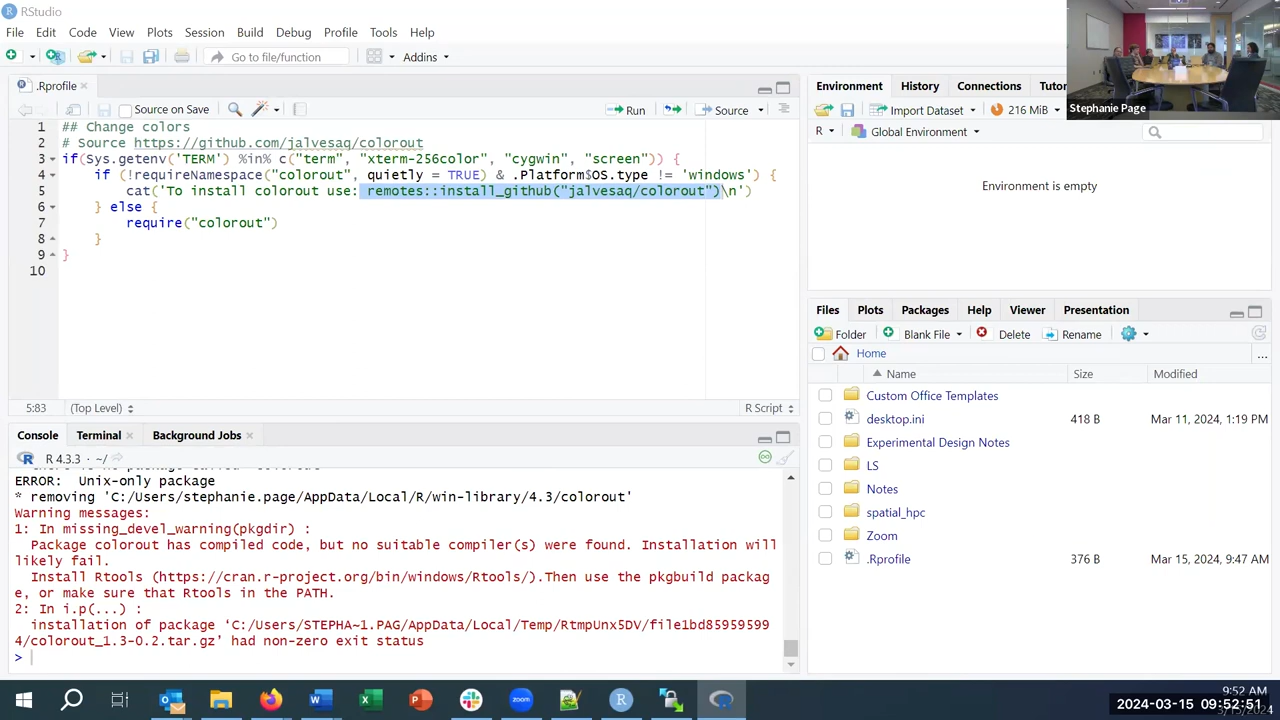 RStudio
File Edit Code View Plots Session Build Debug Profile Tools Help
Go to file/function
Addins
.Rprofile
Source on Save
Run
Source
## Change colors
# Source https://github.com/jalvesaq/colorout
if(Sys.getenv('TERM') %in% c("term", "xterm-256color", "cygwin", "screen")) {
if (!requireNamespace("colorout", quietly = TRUE) & .Platform$OS.type != 'windows') {
cat('To install colorout use: remotes::install_github("jalvesaq/colorout")\n')
} else {
require("colorout")
}
}
1
2
3
4
5
6
7
8
9
10
5:83
(Top Level)
R Script
Console Terminal Background Jobs
R 4.3.3 · ~/
ERROR: Unix-only package
* removing 'C:/Users/stephanie.page/AppData/Local/R/win-library/4.3/colorout'
Warning messages:
1: In missing_devel_warning(pkgdir) :
Package colorout has compiled code, but no suitable compiler(s) were found. Installation will
likely fail.
Install Rtools (https://cran.r-project.org/bin/windows/Rtools/).Then use the pkgbuild packag
e, or make sure that Rtools in the PATH.
2: In i.p(...) :
installation of package ‘C:/Users/STEPHA~1.PAG/AppData/Local/Temp/RtmpUnx5DV/file1bd85959599
4/colorout_1.3-0.2.tar.gz’ had non-zero exit status
>
Environment History Connections Tutor
Import Dataset
216 MiB
R
Global Environment
Environment is empty
Stephanie Page
Files Plots Packages Help Viewer Presentation
Folder Blank File Delete Rename
Home
...
Name Size Modified
Custom Office Templates
desktop.ini 418 B Mar 11, 2024, 1:19 PM
Experimental Design Notes
LS
Notes
spatial_hpc
Zoom
.Rprofile 376 B Mar 15, 2024, 9:47 AM
zoom
9:52 AM
2024-03-15 09:52:51